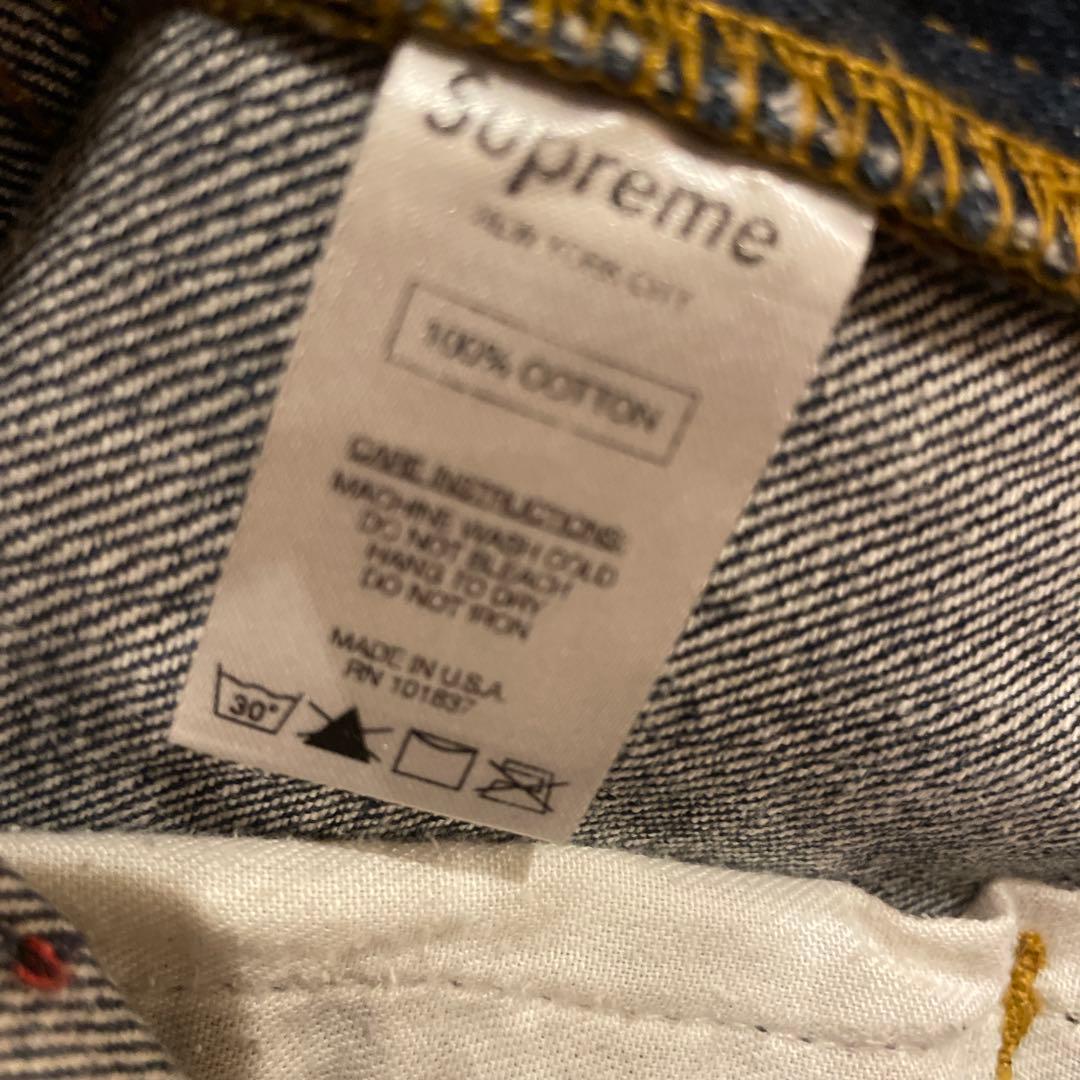 Supreme
NEW YORK CITY
100% COTTON
CARE INSTRUCTIONS:
MACHINE WASH COLD
DO NOT BLEACH
HANG TO DRY
DO NOT IRON
MADE IN U.S.A.
RN 101837
30°